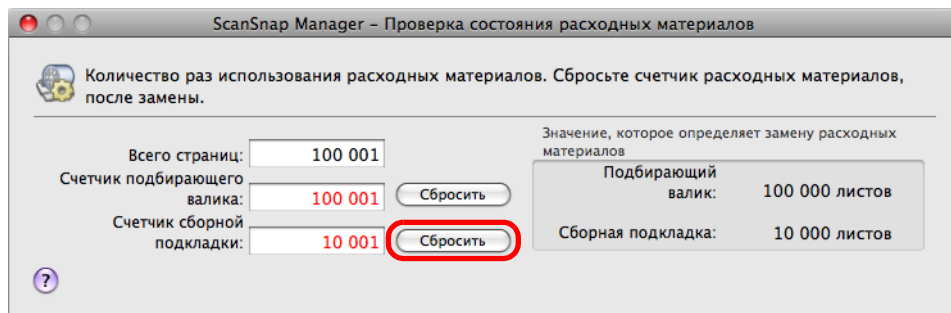 ScanSnap Manager – Проверка состояния расходных материалов
Количество раз использования расходных материалов. Сбросьте счетчик расходных материалов,
после замены.
Всего страниц: 100 001
Счетчик подбирающего
валика: 100 001 Сбросить
Счетчик сборной
подкладки: 10 001 Сбросить
Значение, которое определяет замену расходных
материалов
Подбирающий
валик: 100 000 листов
Сборная подкладка: 10 000 листов
?